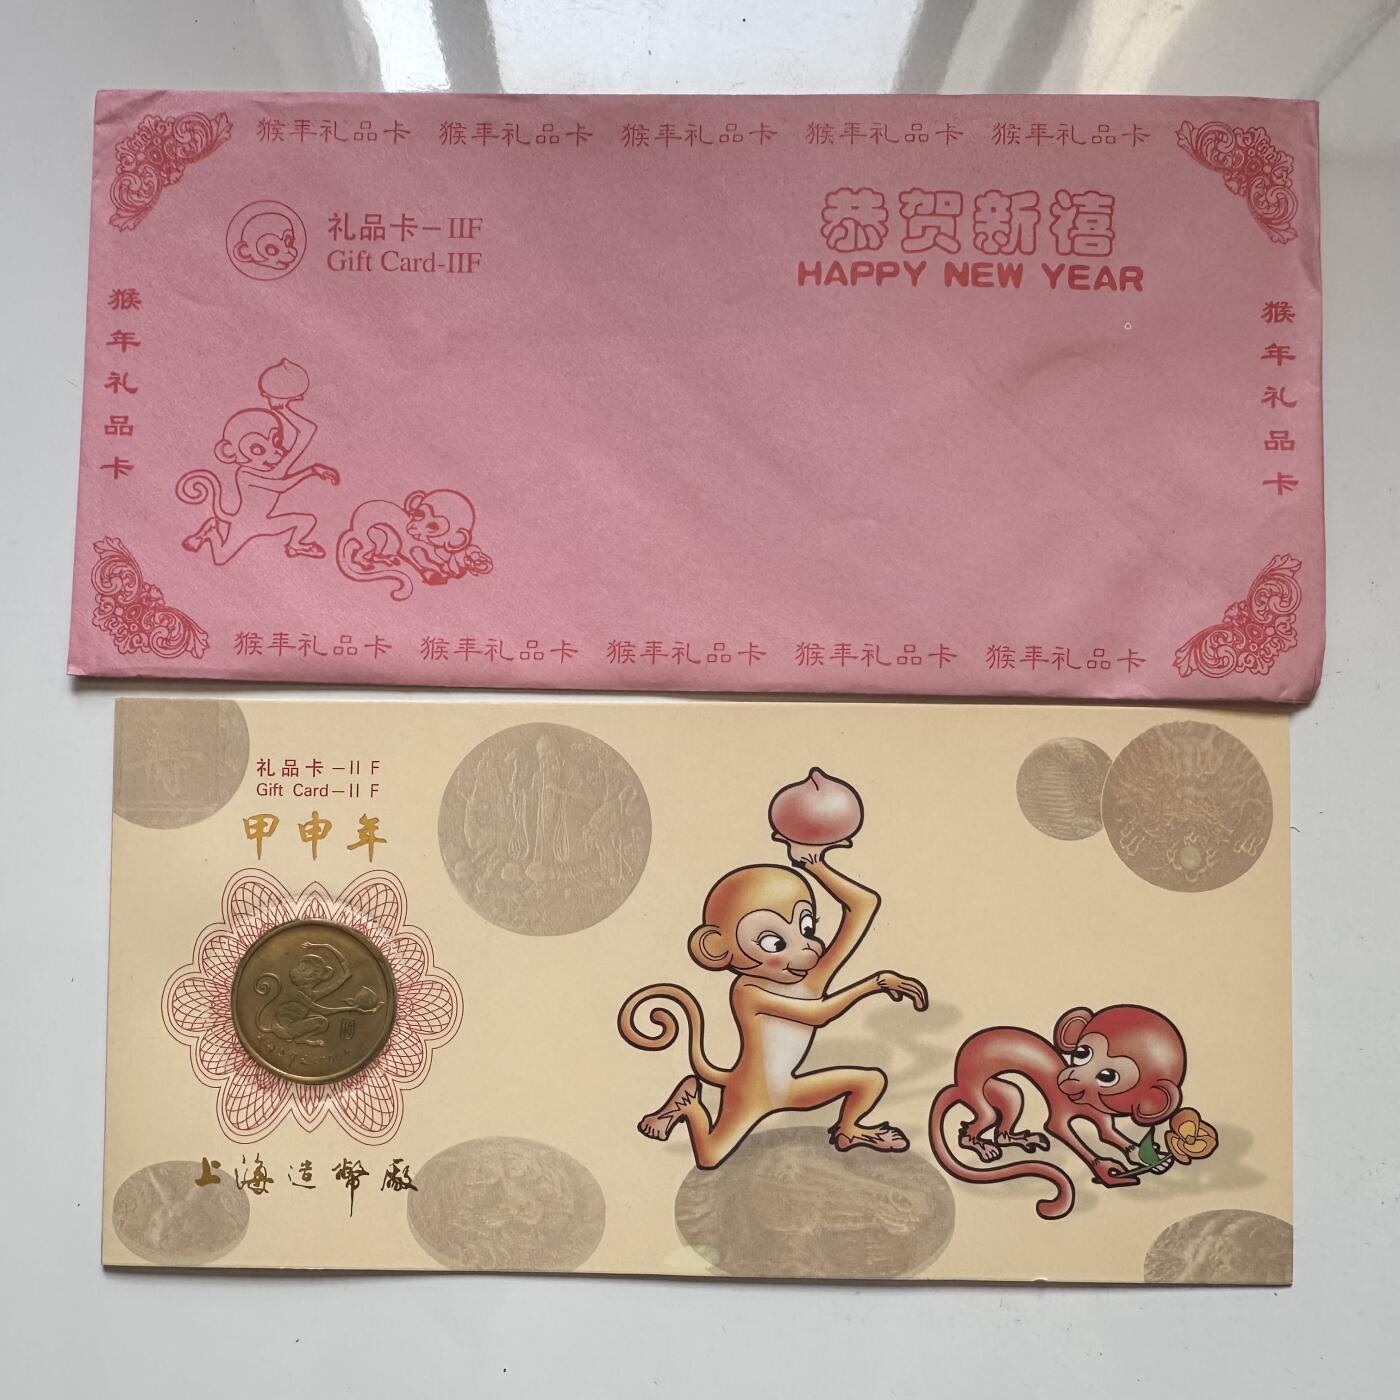 猴年礼品卡 猴年礼品卡 猴年礼品卡 猴年礼品卡 猴年礼品卡
礼品卡－IIF
Gift Card-IIF
恭贺新禧
HAPPY NEW YEAR
猴年礼品卡
猴年礼品卡
猴年礼品卡 猴年礼品卡 猴年礼品卡 猴年礼品卡 猴年礼品卡
礼品卡－II F
Gift Card－II F
甲申年
上海造幣廠